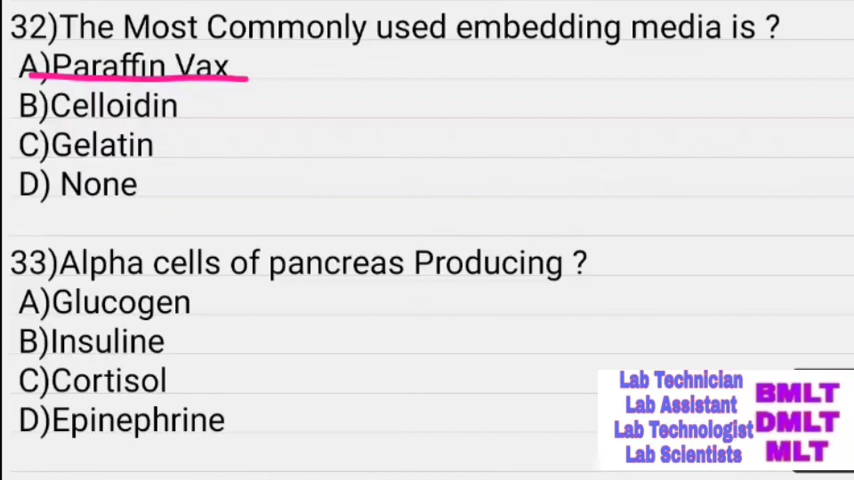 32)The Most Commonly used embedding media is ?
A)Paraffin Vax
B)Celloidin
C)Gelatin
D) None
33)Alpha cells of pancreas Producing ?
A)Glucogen
B)Insuline
C)Cortisol
D)Epinephrine
Lab Technician
Lab Assistant
Lab Technologist
Lab Scientists
BMLT
DMLT
MLT